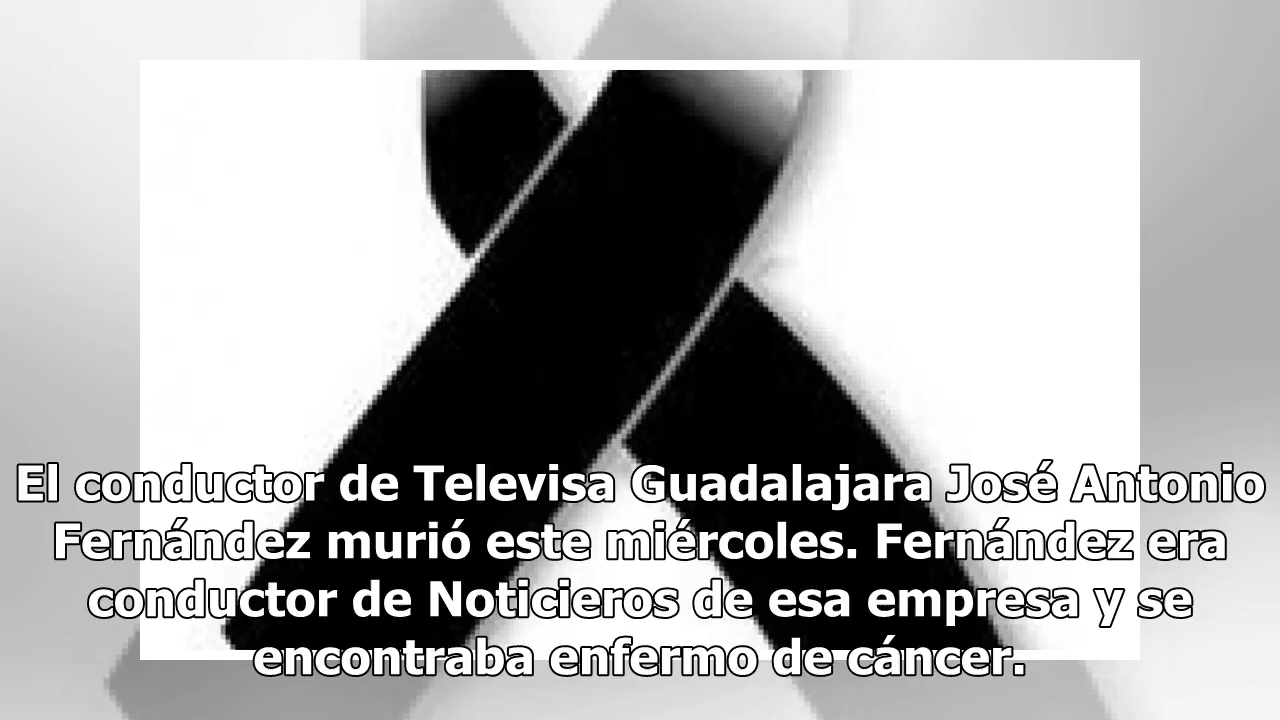 El conductor de Televisa Guadalajara José Antonio
Fernández murió este miércoles. Fernández era
conductor de Noticieros de esa empresa y se
encontraba enfermo de cáncer.